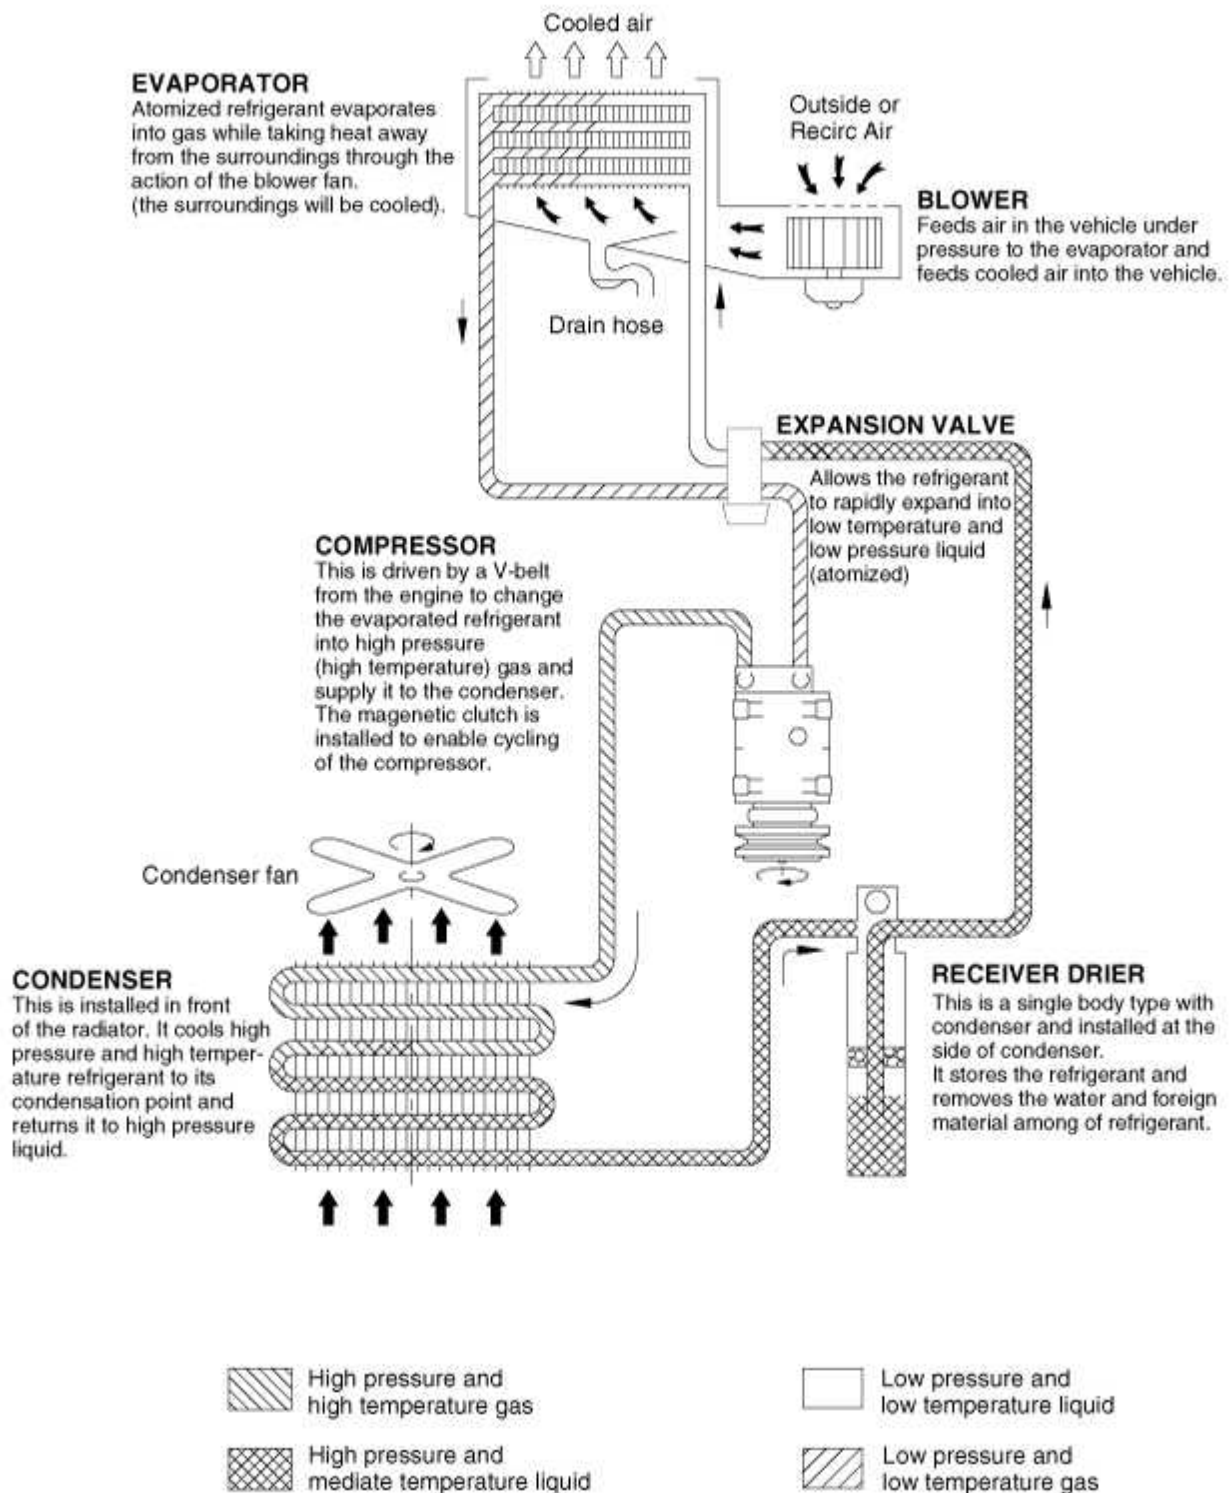 Cooled air
EVAPORATOR
Atomized refrigerant evaporates
into gas while taking heat away
from the surroundings through the
action of the blower fan.
(the surroundings will be cooled).
Outside or
Recirc Air
BLOWER
Feeds air in the vehicle under
pressure to the evaporator and
feeds cooled air into the vehicle.
Drain hose
EXPANSION VALVE
Allows the refrigerant
to rapidly expand into
low temperature and
low pressure liquid
(atomized)
COMPRESSOR
This is driven by a V-belt
from the engine to change
the evaporated refrigerant
into high pressure
(high temperature) gas and
supply it to the condenser.
The magenetic clutch is
installed to enable cycling
of the compressor.
Condenser fan
CONDENSER
This is installed in front
of the radiator. It cools high
pressure and high temper-
ature refrigerant to its
condensation point and
returns it to high pressure
liquid.
RECEIVER DRIER
This is a single body type with
condenser and installed at the
side of condenser.
It stores the refrigerant and
removes the water and foreign
material among of refrigerant.
High pressure and
high temperature gas
Low pressure and
low temperature liquid
High pressure and
mediate temperature liquid
Low pressure and
low temperature gas